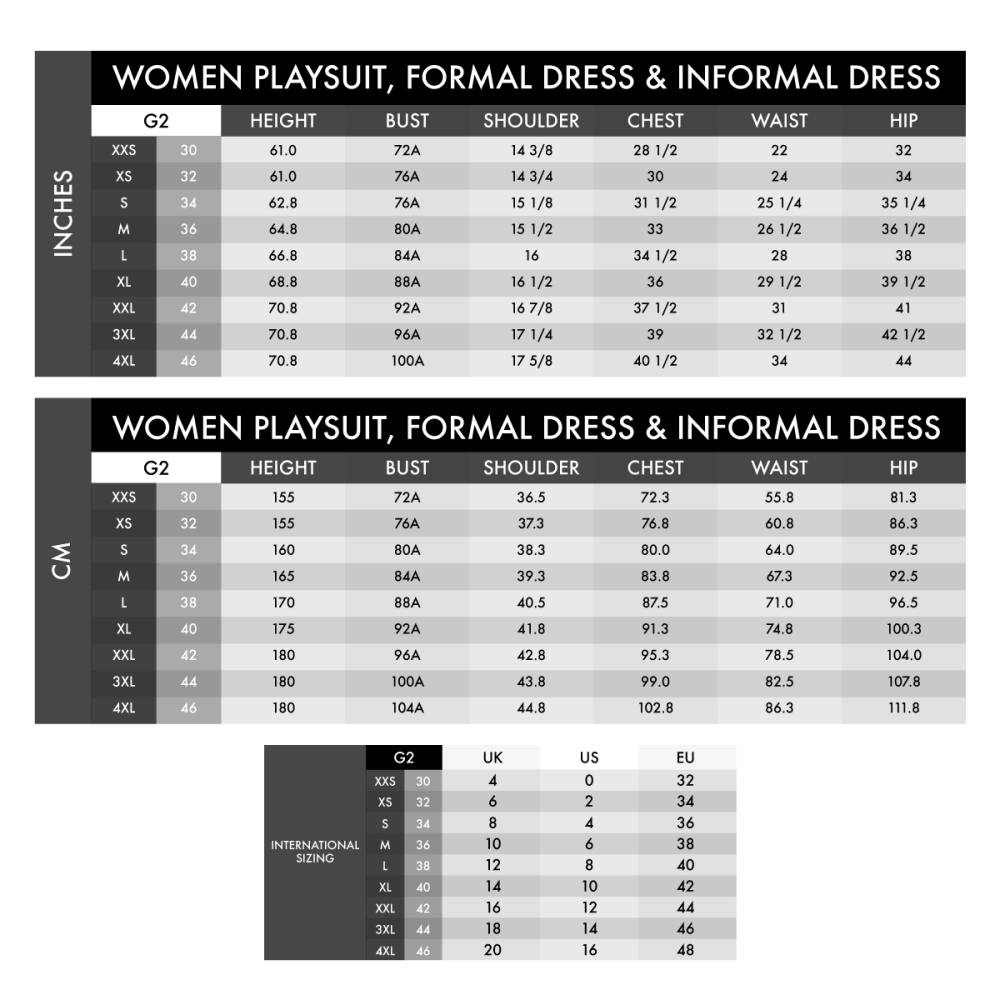 WOMEN PLAYSUIT, FORMAL DRESS & INFORMAL DRESS
INCHES
G2 HEIGHT BUST SHOULDER CHEST WAIST HIP
XXS 30 61.0 72A 14 3/8 28 1/2 22 32
XS 32 61.0 76A 14 3/4 30 24 34
S 34 62.8 76A 15 1/8 31 1/2 25 1/4 35 1/4
M 36 64.8 80A 15 1/2 33 26 1/2 36 1/2
L 38 66.8 84A 16 34 1/2 28 38
XL 40 68.8 88A 16 1/2 36 29 1/2 39 1/2
XXL 42 70.8 92A 16 7/8 37 1/2 31 41
3XL 44 70.8 96A 17 1/4 39 32 1/2 42 1/2
4XL 46 70.8 100A 17 5/8 40 1/2 34 44
WOMEN PLAYSUIT, FORMAL DRESS & INFORMAL DRESS
CM
G2 HEIGHT BUST SHOULDER CHEST WAIST HIP
XXS 30 155 72A 36.5 72.3 55.8 81.3
XS 32 155 76A 37.3 76.8 60.8 86.3
S 34 160 80A 38.3 80.0 64.0 89.5
M 36 165 84A 39.3 83.8 67.3 92.5
L 38 170 88A 40.5 87.5 71.0 96.5
XL 40 175 92A 41.8 91.3 74.8 100.3
XXL 42 180 96A 42.8 95.3 78.5 104.0
3XL 44 180 100A 43.8 99.0 82.5 107.8
4XL 46 180 104A 44.8 102.8 86.3 111.8
INTERNATIONAL
SIZING
G2 UK US EU
XXS 30 4 0 32
XS 32 6 2 34
S 34 8 4 36
M 36 10 6 38
L 38 12 8 40
XL 40 14 10 42
XXL 42 16 12 44
3XL 44 18 14 46
4XL 46 20 16 48